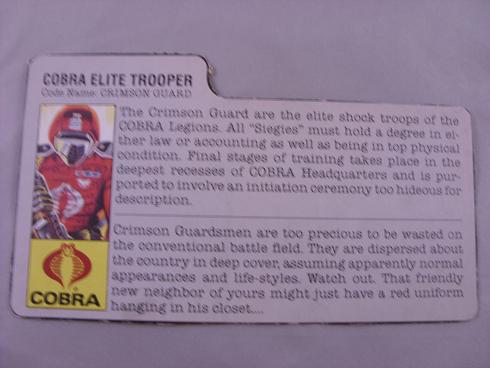 COBRA ELITE TROOPER
Code Name: CRIMSON GUARD
The Crimson Guard are the elite shock troops of the
COBRA Legions. All "Siegies" must hold a degree in ei-
ther law or accounting as well as being in top physical
condition. Final stages of training takes place in the
deepest recesses of COBRA Headquarters and is pur-
ported to involve an initiation ceremony too hideous for
description.
Crimson Guardsmen are too precious to be wasted on
the conventional battle field. They are dispersed about
the country in deep cover, assuming apparently normal
appearances and life-styles. Watch out. That friendly
new neighbor of yours might just have a red uniform
hanging in his closet....
COBRA